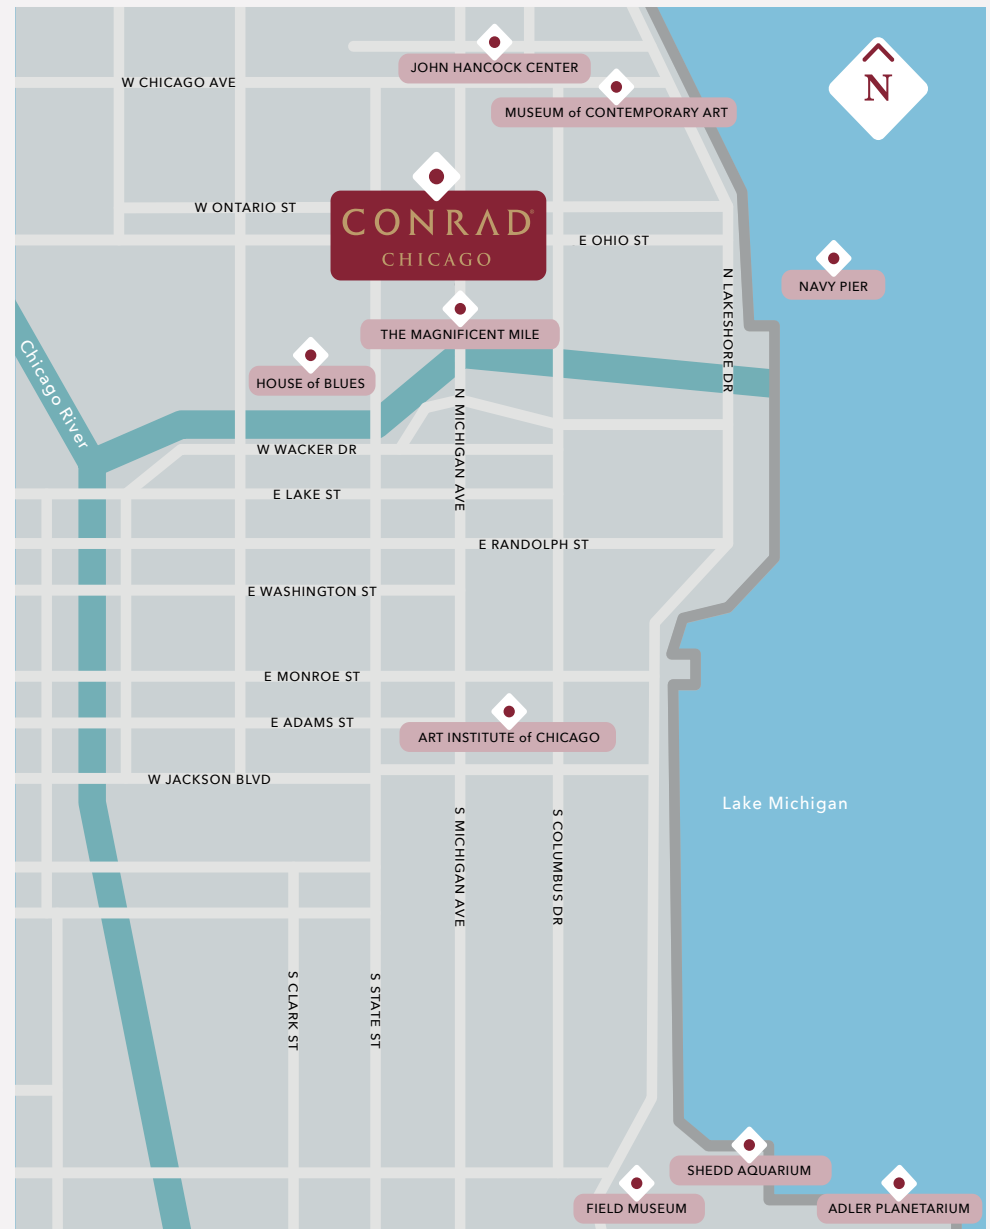 JOHN HANCOCK CENTER
W CHICAGO AVE
N
MUSEUM of CONTEMPORARY ART
W ONTARIO ST
CONRAD®
CHICAGO
E OHIO ST
NAVY PIER
N LAKESHORE DR
THE MAGNIFICENT MILE
HOUSE of BLUES
Chicago River
N MICHIGAN AVE
W WACKER DR
E LAKE ST
E RANDOLPH ST
E WASHINGTON ST
E MONROE ST
E ADAMS ST
ART INSTITUTE of CHICAGO
W JACKSON BLVD
Lake Michigan
S MICHIGAN AVE
S COLUMBUS DR
S CLARK ST
S STATE ST
SHEDD AQUARIUM
FIELD MUSEUM
ADLER PLANETARIUM